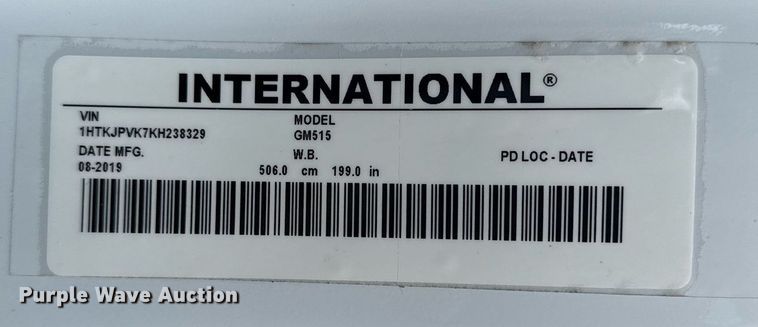 INTERNATIONAL®
VIN
1HTKJPVK7KH238329
MODEL
GM515
DATE MFG.
08-2019
W.B.
506.0 cm 199.0 in
PD LOC - DATE
Purple Wave Auction